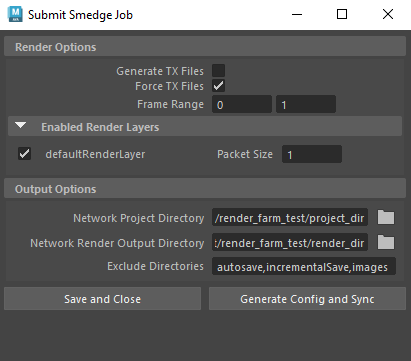 Submit Smedge Job
Render Options
Generate TX Files
Force TX Files
Frame Range 0 1
Enabled Render Layers
defaultRenderLayer Packet Size 1
Output Options
Network Project Directory /render_farm_test/project_dir
Network Render Output Directory :/render_farm_test/render_dir
Exclude Directories autosave,incrementalSave,images
Save and Close Generate Config and Sync